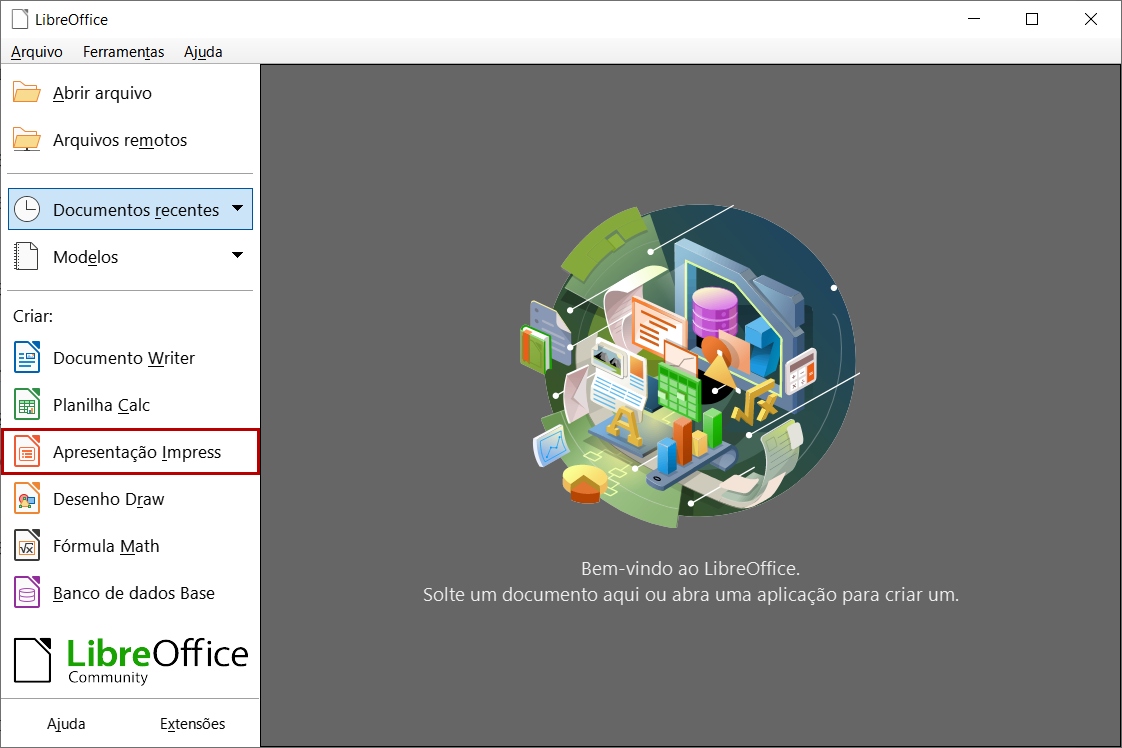 LibreOffice
Arquivo Ferramentas Ajuda
Abrir arquivo
Arquivos remotos
Documentos recentes
Modelos
Criar:
Documento Writer
Planilha Calc
Apresentação Impress
Desenho Draw
Fórmula Math
Banco de dados Base
LibreOffice
Community
Ajuda Extensões
Bem-vindo ao LibreOffice.
Solte um documento aqui ou abra uma aplicação para criar um.